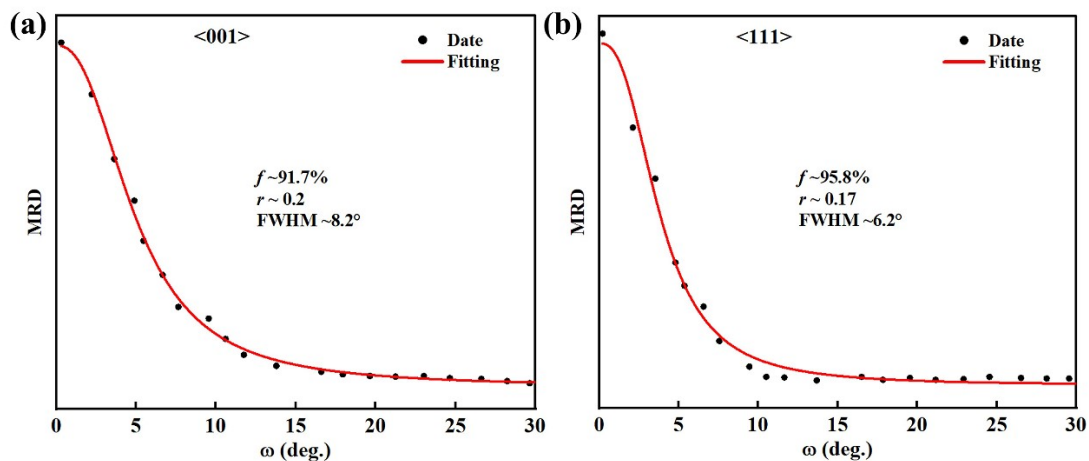 (a)
<001>
Date
Fitting
f ~91.7%
r ~ 0.2
FWHM ~8.2°
MRD
0 5 10 15 20 25 30
ω (deg.)
(b)
<111>
Date
Fitting
f ~95.8%
r ~ 0.17
FWHM ~6.2°
MRD
0 5 10 15 20 25 30
ω (deg.)